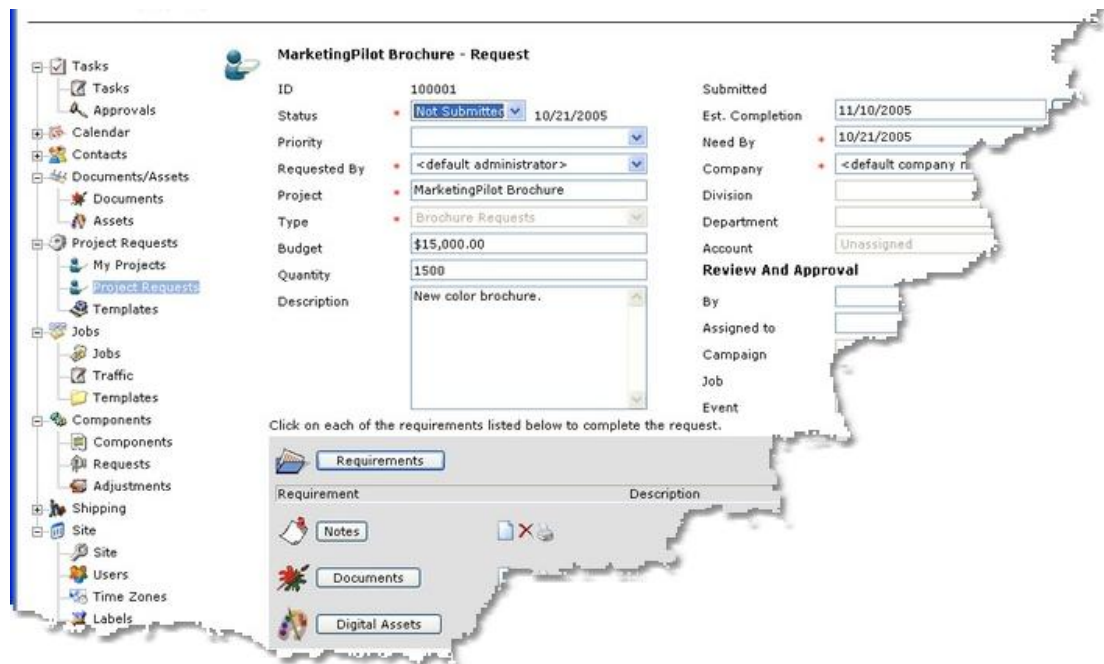 Tasks
Tasks
Approvals
Calendar
Contacts
Documents/Assets
Documents
Assets
Project Requests
My Projects
Project Requests
Templates
Jobs
Jobs
Traffic
Templates
Components
Components
Requests
Adjustments
Shipping
Site
Site
Users
Time Zones
Labels
MarketingPilot Brochure - Request
ID 100001
Status * Not Submitted 10/21/2005
Priority
Requested By * <default administrator>
Project * MarketingPilot Brochure
Type * Brochure Requests
Budget $15,000.00
Quantity 1500
Description New color brochure.
Submitted
Est. Completion 11/10/2005
Need By * 10/21/2005
Company * <default company
Division
Department
Account Unassigned
Review And Approval
By
Assigned to
Campaign
Job
Event
Click on each of the requirements listed below to complete the request.
Requirements
Requirement Description
Notes
Documents
Digital Assets